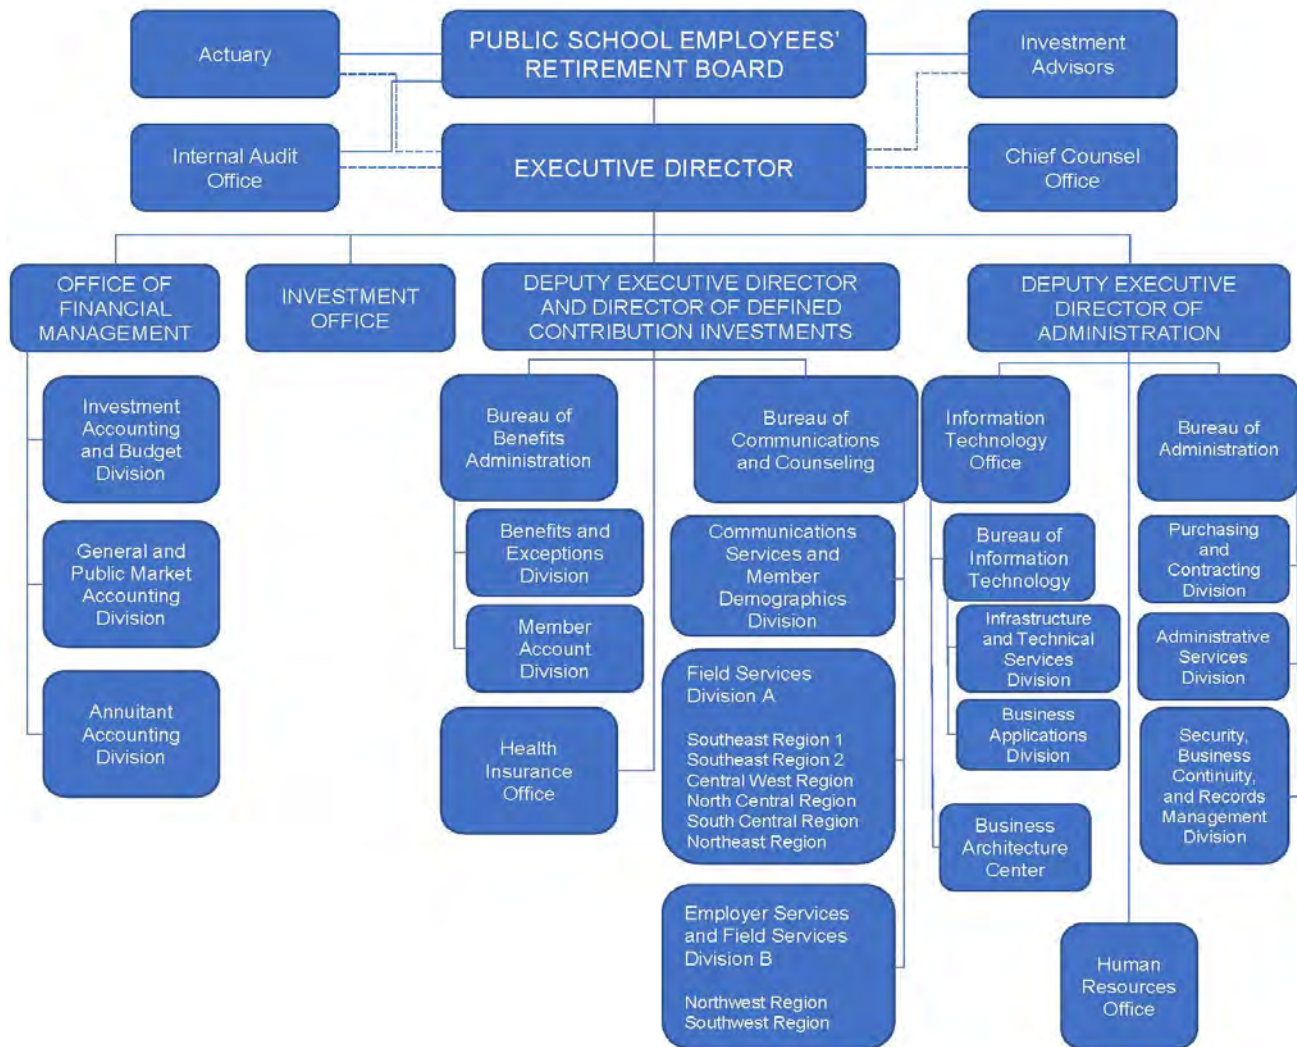 Actuary
PUBLIC SCHOOL EMPLOYEES'
RETIREMENT BOARD
Investment
Advisors
Internal Audit
Office
EXECUTIVE DIRECTOR
Chief Counsel
Office
OFFICE OF
FINANCIAL
MANAGEMENT
INVESTMENT
OFFICE
DEPUTY EXECUTIVE DIRECTOR
AND DIRECTOR OF DEFINED
CONTRIBUTION INVESTMENTS
DEPUTY EXECUTIVE
DIRECTOR OF
ADMINISTRATION
Investment
Accounting
and Budget
Division
General and
Public Market
Accounting
Division
Annuitant
Accounting
Division
Bureau of
Benefits
Administration
Benefits and
Exceptions
Division
Member
Account
Division
Health
Insurance
Office
Bureau of
Communications
and Counseling
Communications
Services and
Member
Demographics
Division
Field Services
Division A
Southeast Region 1
Southeast Region 2
Central West Region
North Central Region
South Central Region
Northeast Region
Employer Services
and Field Services
Division B
Northwest Region
Southwest Region
Information
Technology
Office
Bureau of
Information
Technology
Infrastructure
and Technical
Services
Division
Business
Applications
Division
Business
Architecture
Center
Bureau of
Administration
Purchasing
and
Contracting
Division
Administrative
Services
Division
Security,
Business
Continuity,
and Records
Management
Division
Human
Resources
Office